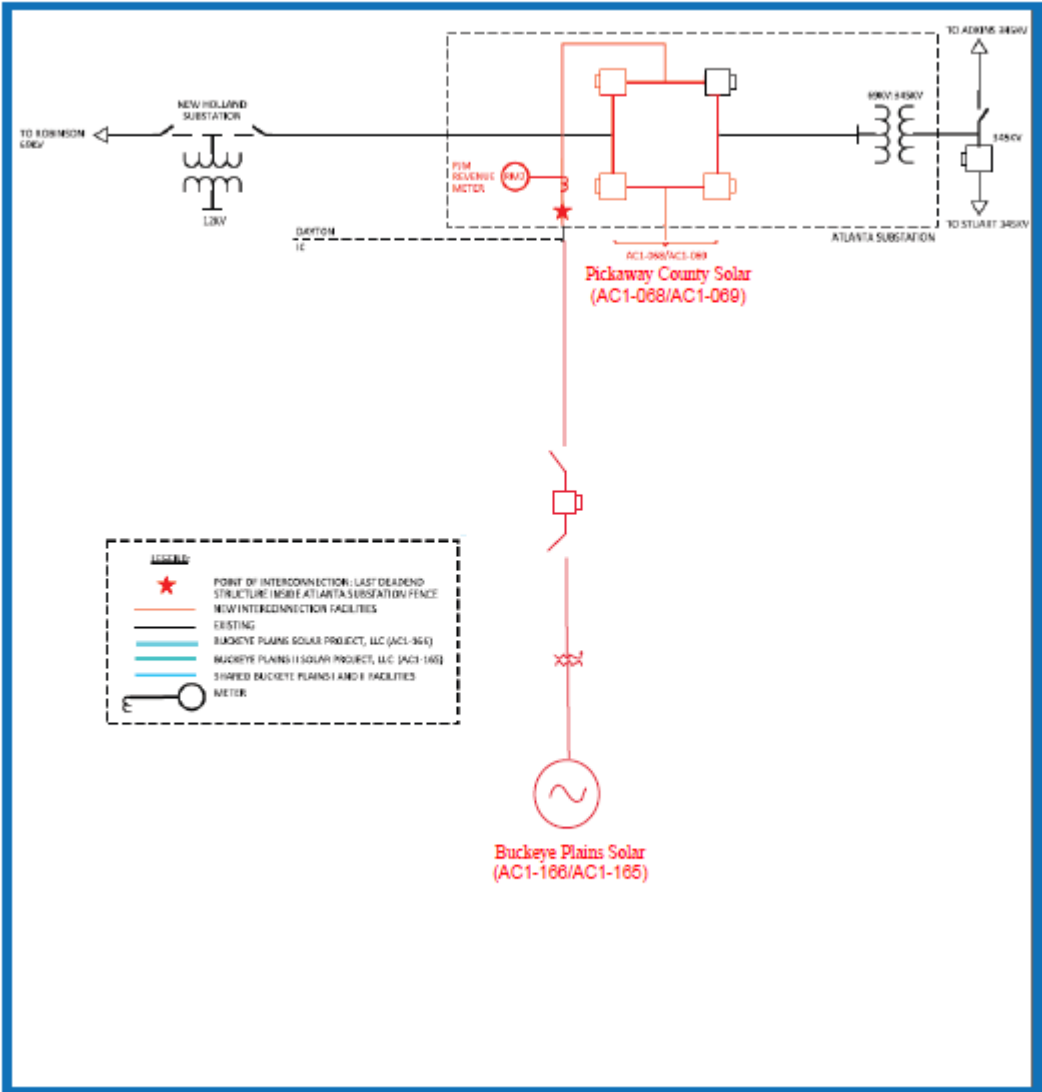 TO ADKINS 345KV
NEW HOLLAND
SUBSTATION
69KV:345KV
TO ROBINSON
69KV
345KV
PJM
REVENUE
METER
RM2
12KV
TO STUART 345KV
DAYTON
IC
ATLANTA SUBSTATION
AC1-068/AC1-069
Pickaway County Solar
(AC1-068/AC1-069)
LEGEND:
POINT OF INTERCONNECTION: LAST DEADEND
STRUCTURE INSIDE ATLANTA SUBSTATION FENCE
NEW INTERCONNECTION FACILITIES
EXISTING
BUCKEYE PLAINS SOLAR PROJECT, LLC (AC1-166)
BUCKEYE PLAINS II SOLAR PROJECT, LLC (AC1-165)
SHARED BUCKEYE PLAINS I AND II FACILITIES
METER
Buckeye Plains Solar
(AC1-166/AC1-165)